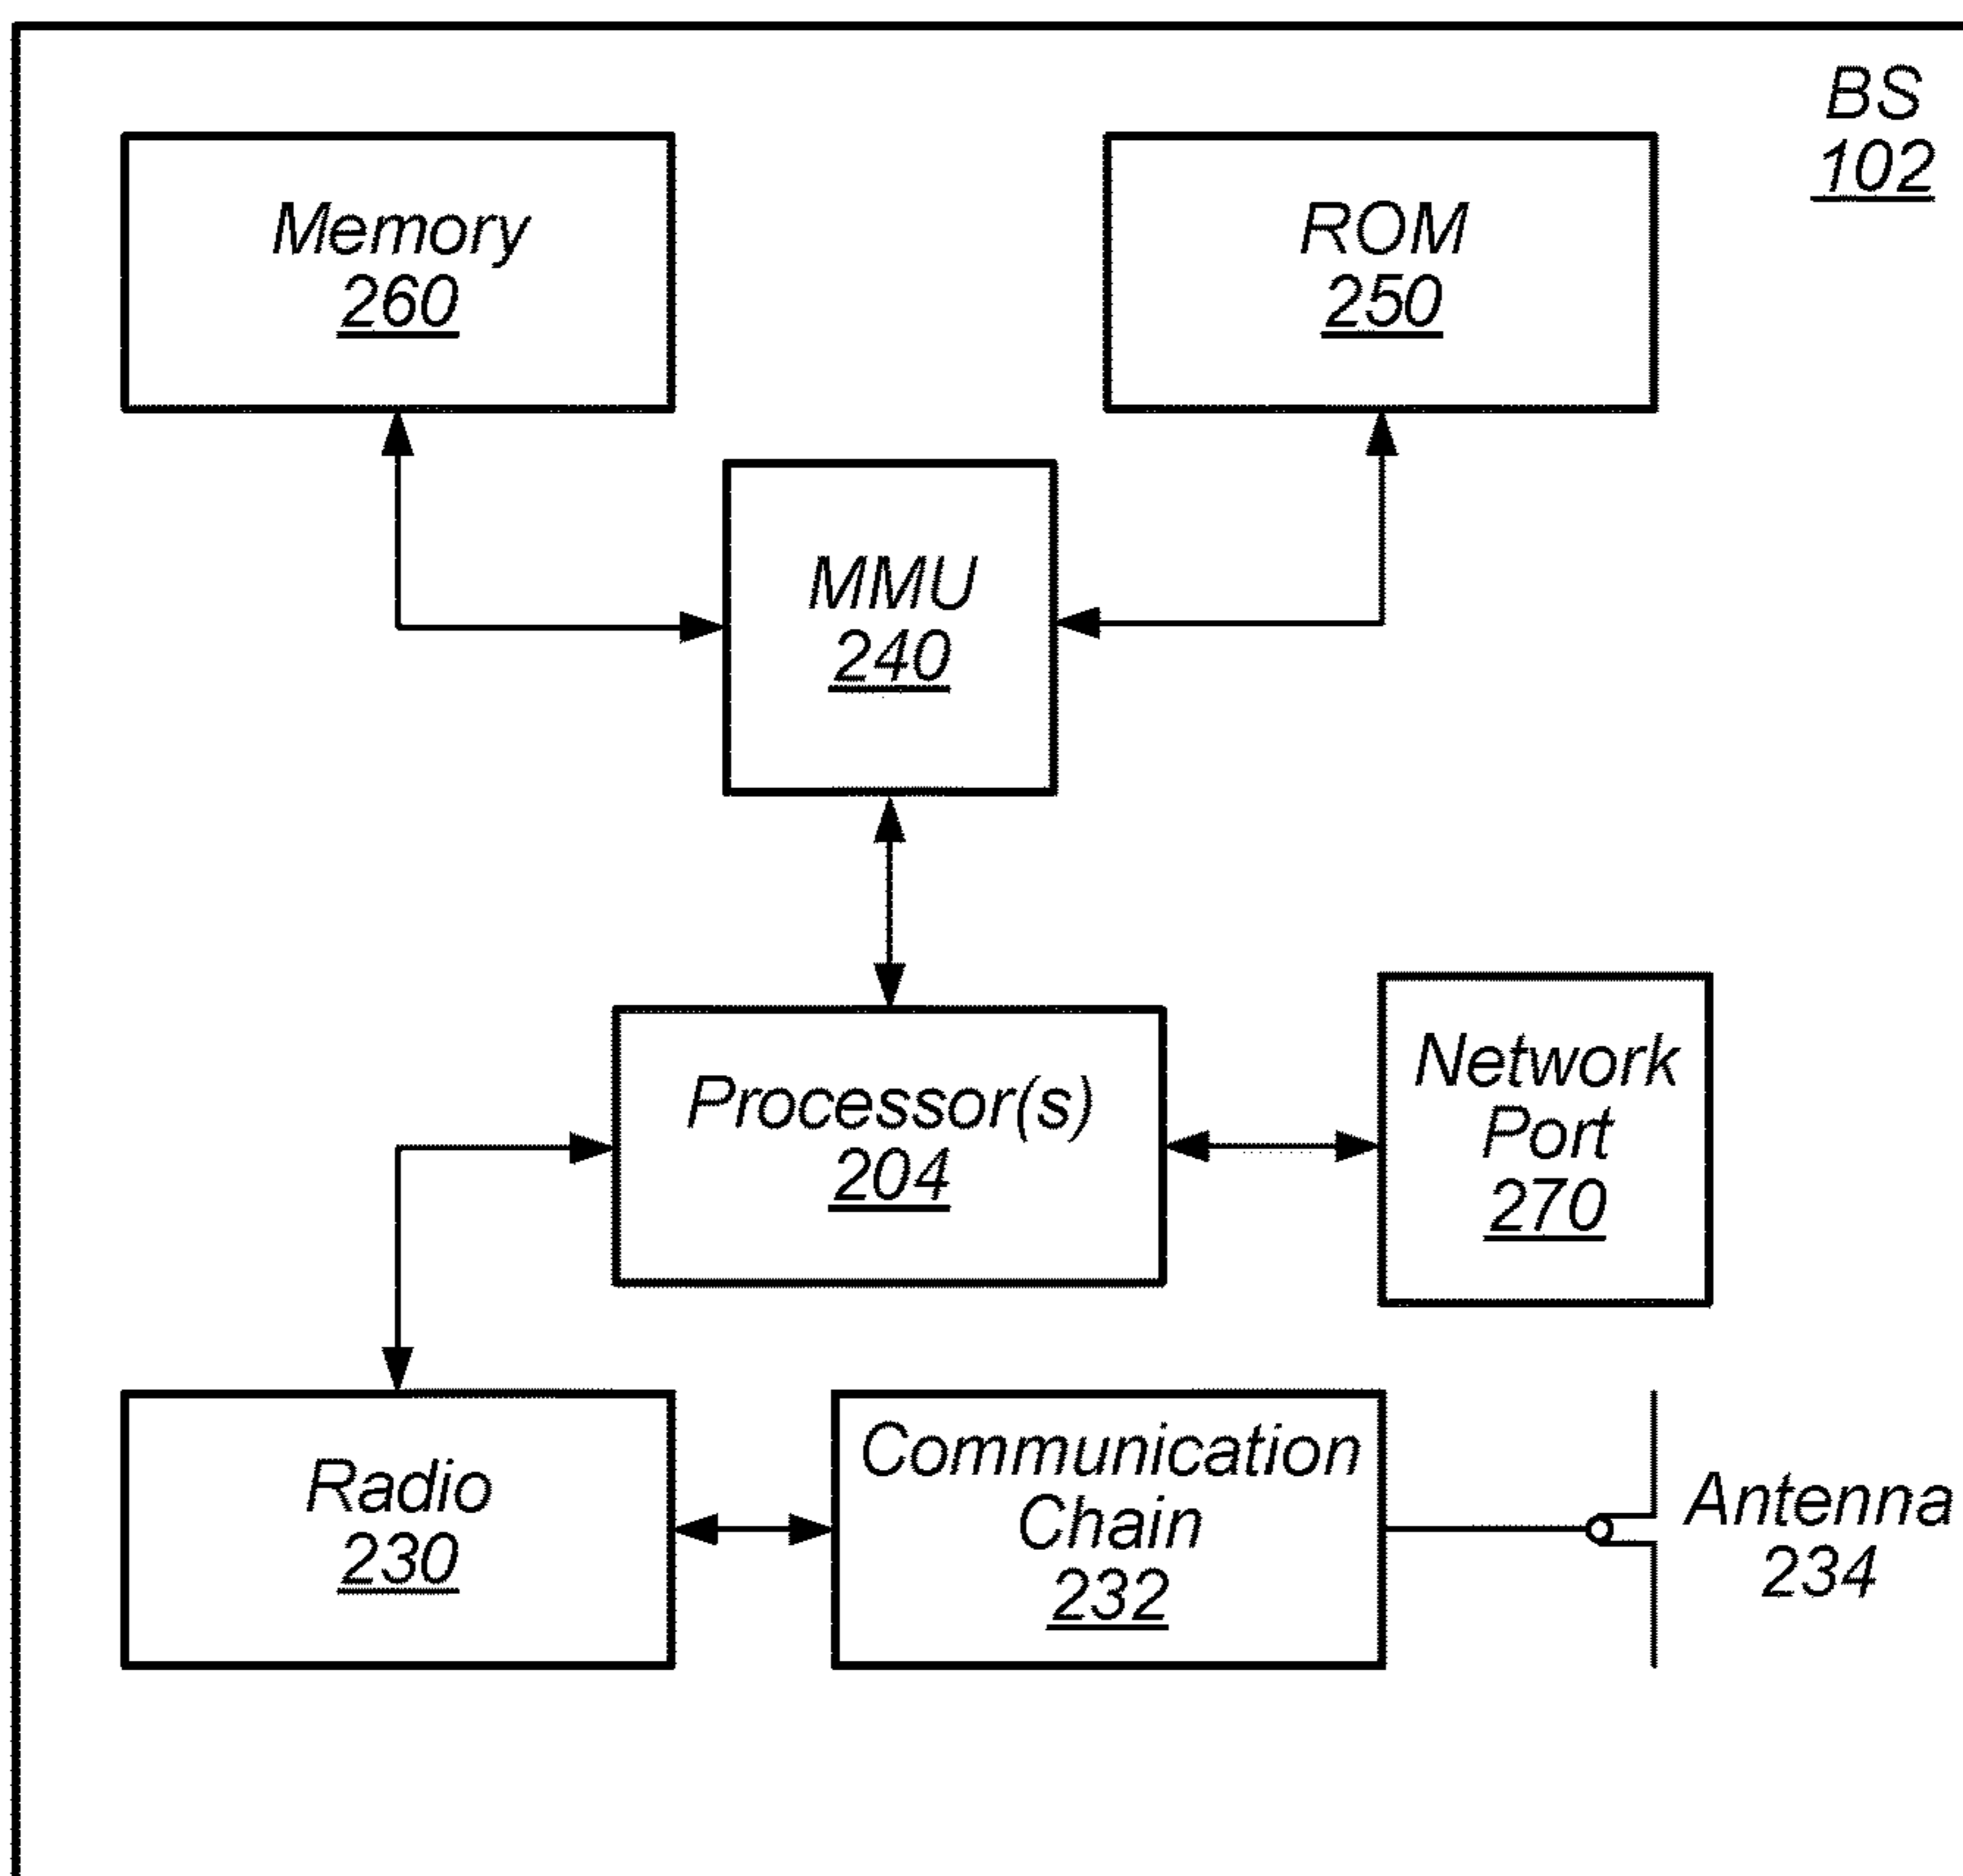 BS
102
Memory
260
ROM
250
MMU
240
Processor(s)
204
Network
Port
270
Radio
230
Communication
Chain
232
Antenna
234